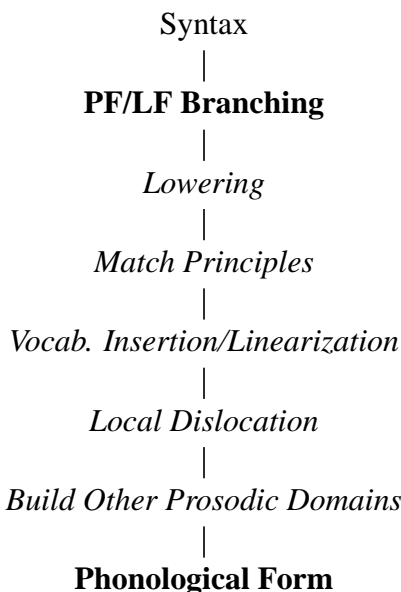 Syntax
PF/LF Branching
Lowering
Match Principles
Vocab. Insertion/Linearization
Local Dislocation
Build Other Prosodic Domains
Phonological Form